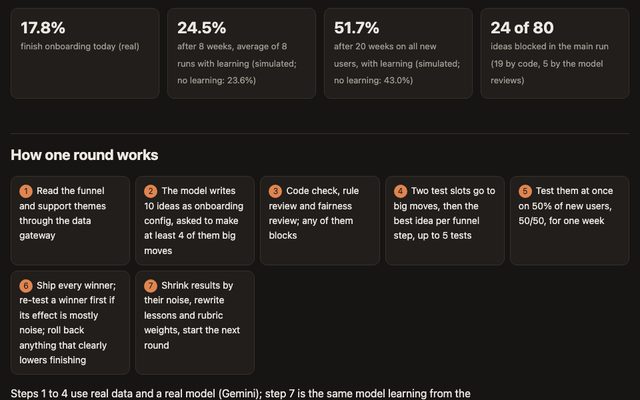 17.8%
finish onboarding today (real)
24.5%
after 8 weeks, average of 8
runs with learning (simulated;
no learning: 23.6%)
51.7%
after 20 weeks on all new
users, with learning (simulated;
no learning: 43.0%)
24 of 80
ideas blocked in the main run
(19 by code, 5 by the model
reviews)
How one round works
1 Read the funnel
and support themes
through the data
gateway
2 The model writes
10 ideas as onboarding
config, asked to make
at least 4 of them big
moves
3 Code check, rule
review and fairness
review; any of them
blocks
4 Two test slots go to
big moves, then the
best idea per funnel
step, up to 5 tests
5 Test them at once
on 50% of new users,
50/50, for one week
6 Ship every winner;
re-test a winner first if
its effect is mostly
noise; roll back
anything that clearly
lowers finishing
7 Shrink results by
their noise, rewrite
lessons and rubric
weights, start the next
round
Steps 1 to 4 use real data and a real model (Gemini); step 7 is the same model learning from the